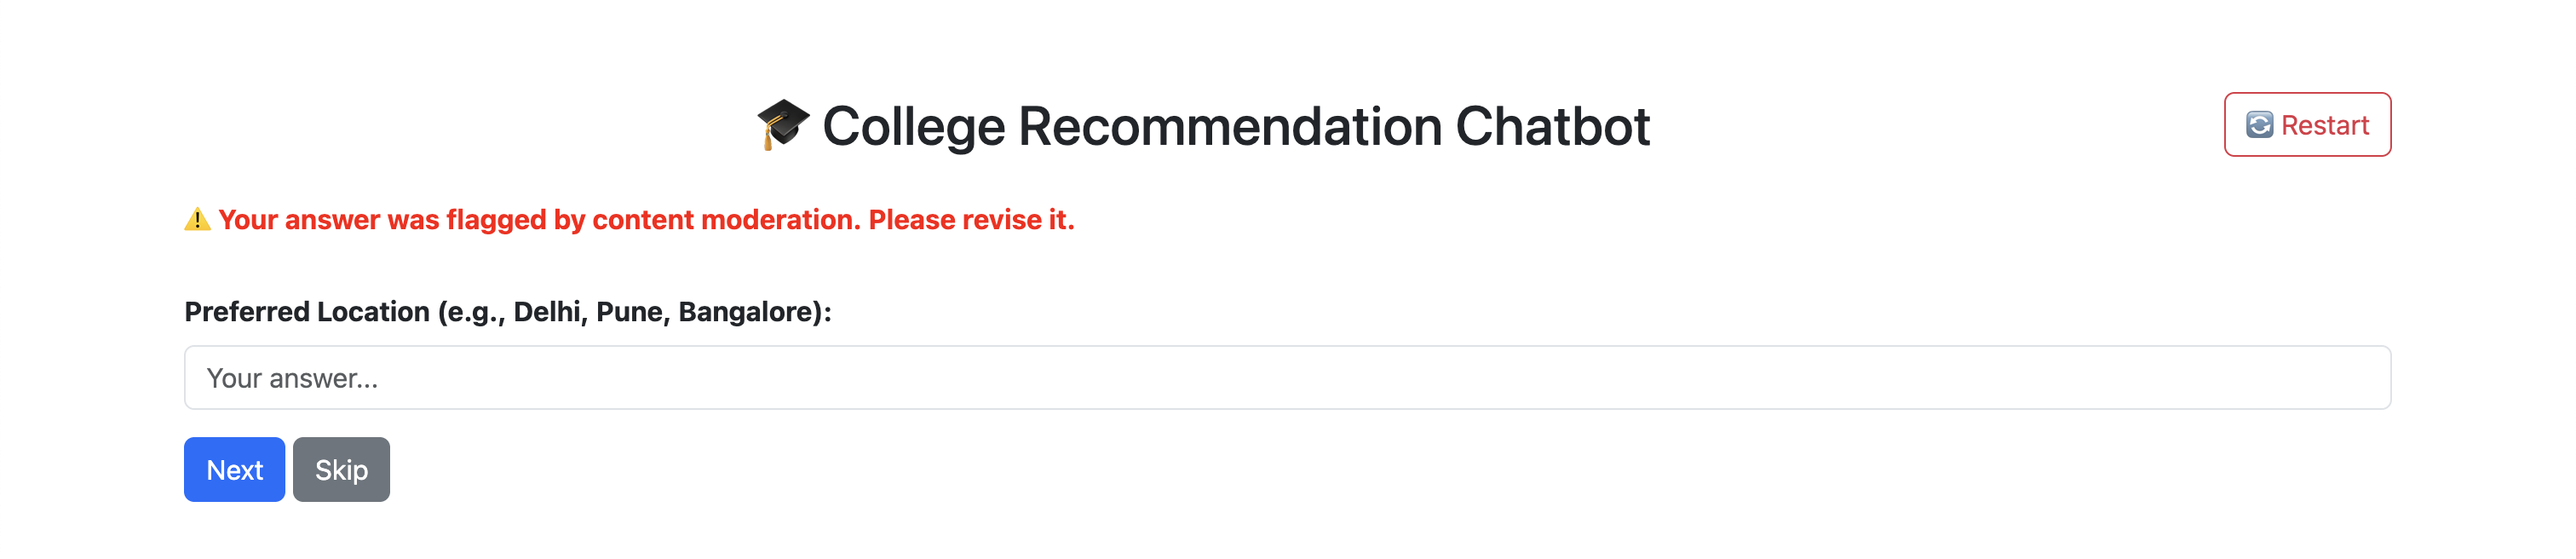 🎓 College Recommendation Chatbot
🔄 Restart
⚠️ Your answer was flagged by content moderation. Please revise it.
Preferred Location (e.g., Delhi, Pune, Bangalore):
Your answer...
Next Skip